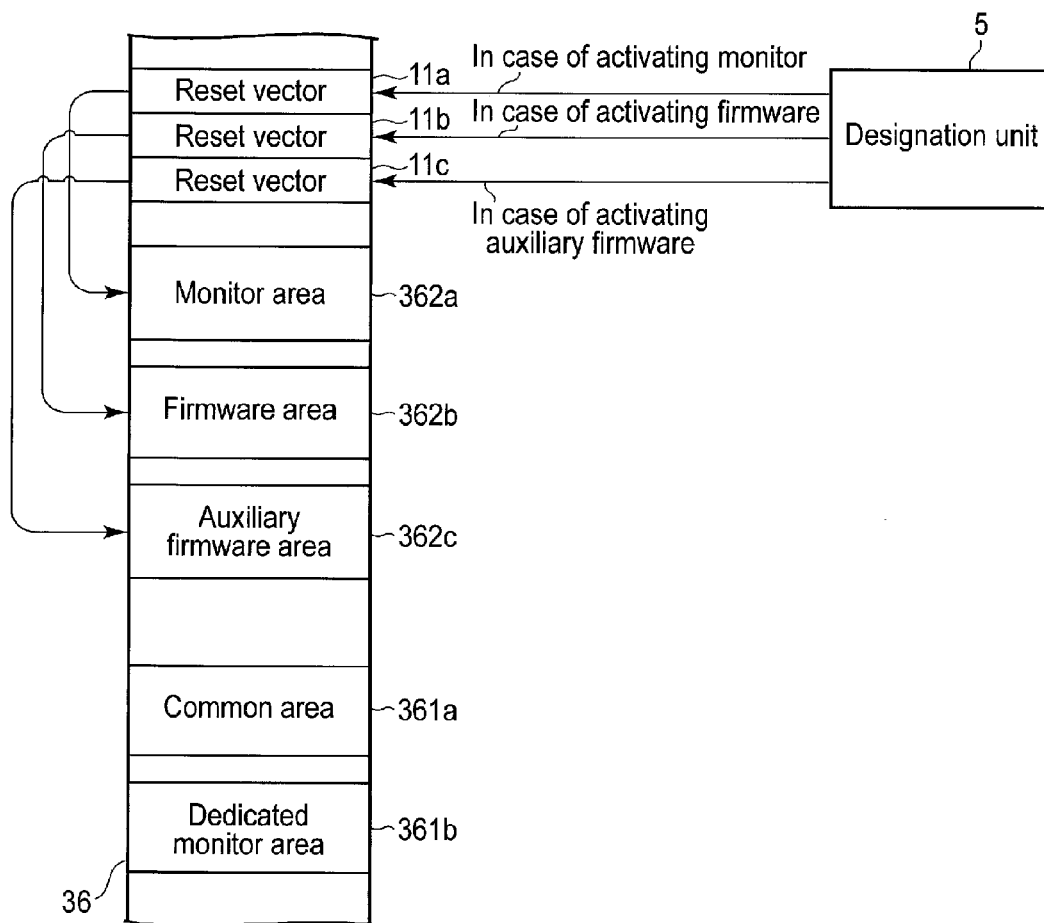 5
In case of activating monitor
11a
Reset vector
In case of activating firmware
11b
Reset vector
Designation unit
11c
Reset vector
In case of activating
auxiliary firmware
Monitor area
362a
Firmware area
362b
Auxiliary
firmware area
362c
Common area
361a
Dedicated
monitor area
361b
36